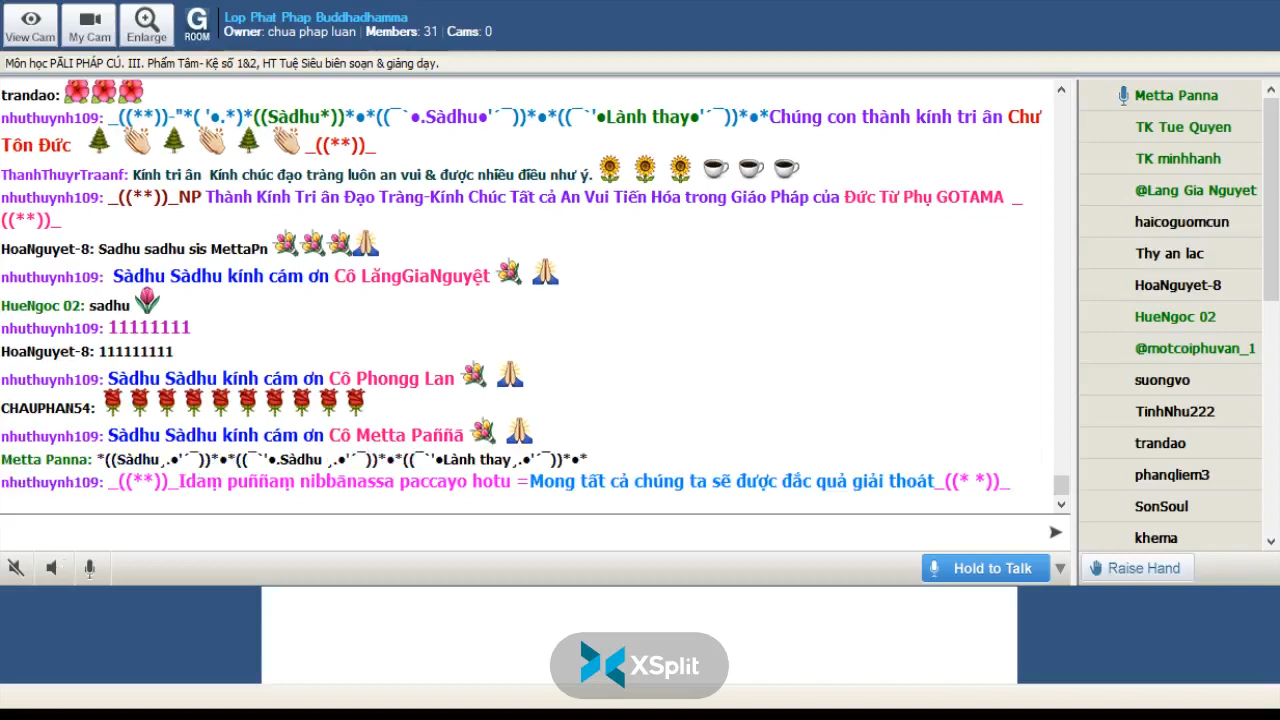 View Cam
My Cam
Enlarge
G
ROOM
Lop Phat Phap Buddhadhamma
Owner: chua phap luan | Members: 31 | Cams: 0
Môn học PĀLI PHÁP CÚ. III. Phẩm Tâm- Kệ số 1&2, HT Tuệ Siêu biên soạn & giảng dạy.
trandao:
nhuthuynh109: _((**))-"*( '●.*)*((Sàdhu*))*●*((¯`●.Sàdhu●'´¯))*●*((¯`'●Lành thay●'´¯))*●*Chúng con thành kính tri ân Chư
Tôn Đức _((**))_
ThanhThuyrTraanf: Kính tri ân Kính chúc đạo tràng luôn an vui & được nhiều điều như ý.
nhuthuynh109: _((**))_NP Thành Kính Tri ân Đạo Tràng-Kính Chúc Tất cả An Vui Tiến Hóa trong Giáo Pháp của Đức Từ Phụ GOTAMA _
((**))_
HoaNguyet-8: Sadhu sadhu sis MettaPn
nhuthuynh109: Sàdhu Sàdhu kính cám ơn Cô LẵngGiaNguyệt
HueNgoc 02: sadhu
nhuthuynh109: 11111111
HoaNguyet-8: 111111111
nhuthuynh109: Sàdhu Sàdhu kính cám ơn Cô Phongg Lan
CHAUPHAN54:
nhuthuynh109: Sàdhu Sàdhu kính cám ơn Cô Metta Paññā
Metta Panna: *((Sàdhu¸.●'´¯))*●*((¯`'●.Sàdhu ¸.●'´¯))*●*((¯`'●Lành thay¸.●'´¯))*●*
nhuthuynh109: _((**))_Idaṃ puññaṃ nibbānassa paccayo hotu =Mong tất cả chúng ta sẽ được đắc quả giải thoát_((* *))_
Metta Panna
TK Tue Quyen
TK minhhanh
@Lang Gia Nguyet
haicoguomcun
Thy an lac
HoaNguyet-8
HueNgoc 02
@motcoiphuvan_1
suongvo
TinhNhu222
trandao
phanqliem3
SonSoul
khema
Hold to Talk
Raise Hand
XSplit